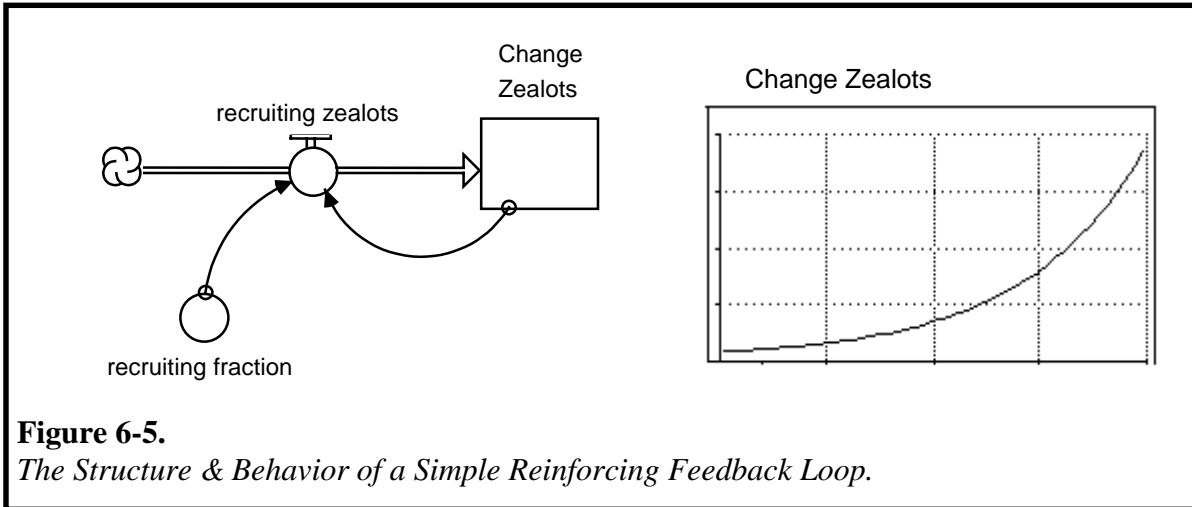 Change
Zealots
recruiting zealots
recruiting fraction
Change Zealots
Figure 6-5.
The Structure & Behavior of a Simple Reinforcing Feedback Loop.